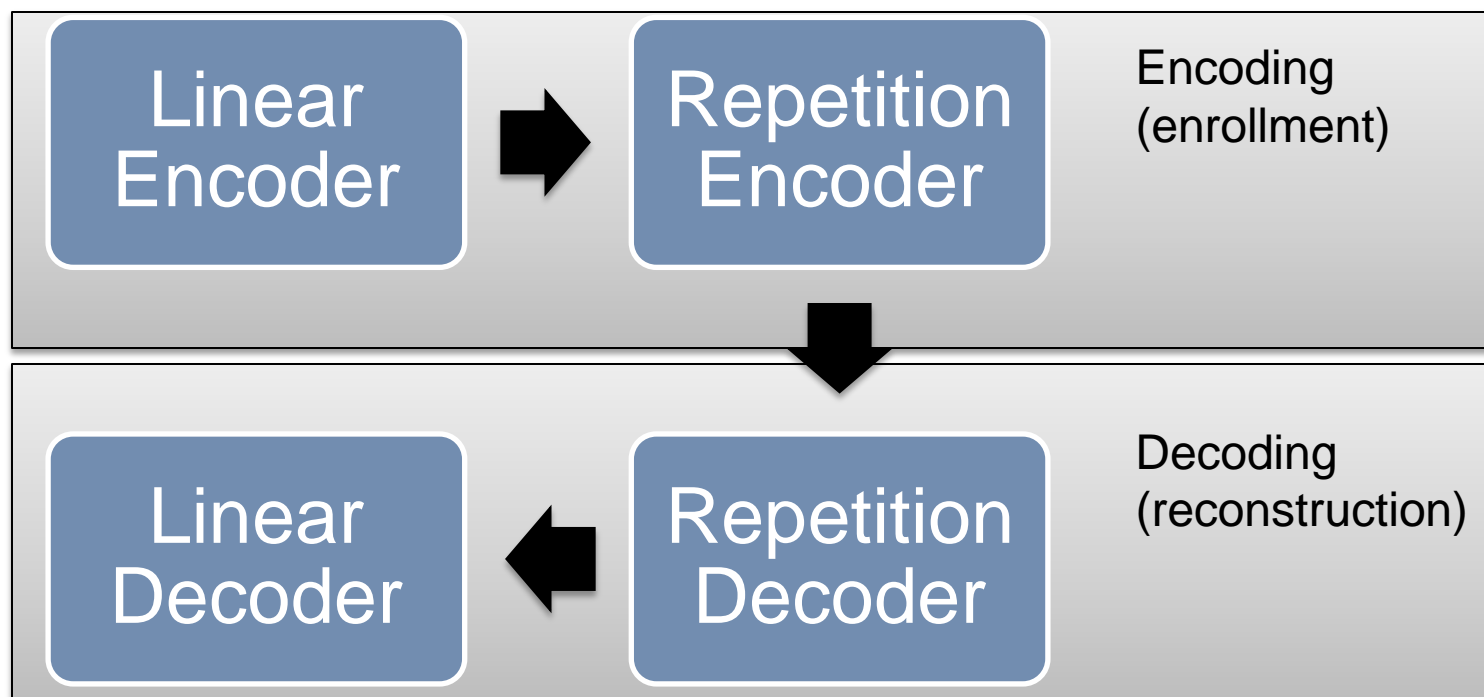 Linear
Encoder
Repetition
Encoder
Encoding
(enrollment)
Linear
Decoder
Repetition
Decoder
Decoding
(reconstruction)